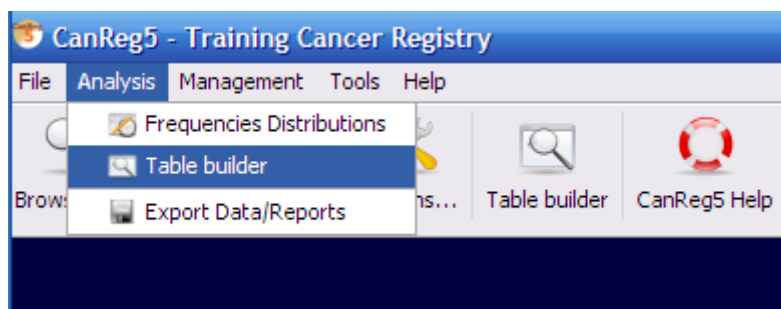 CanReg5 - Training Cancer Registry
File Analysis Management Tools Help
Frequencies Distributions
Table builder
Export Data/Reports
Table builder CanReg5 Help